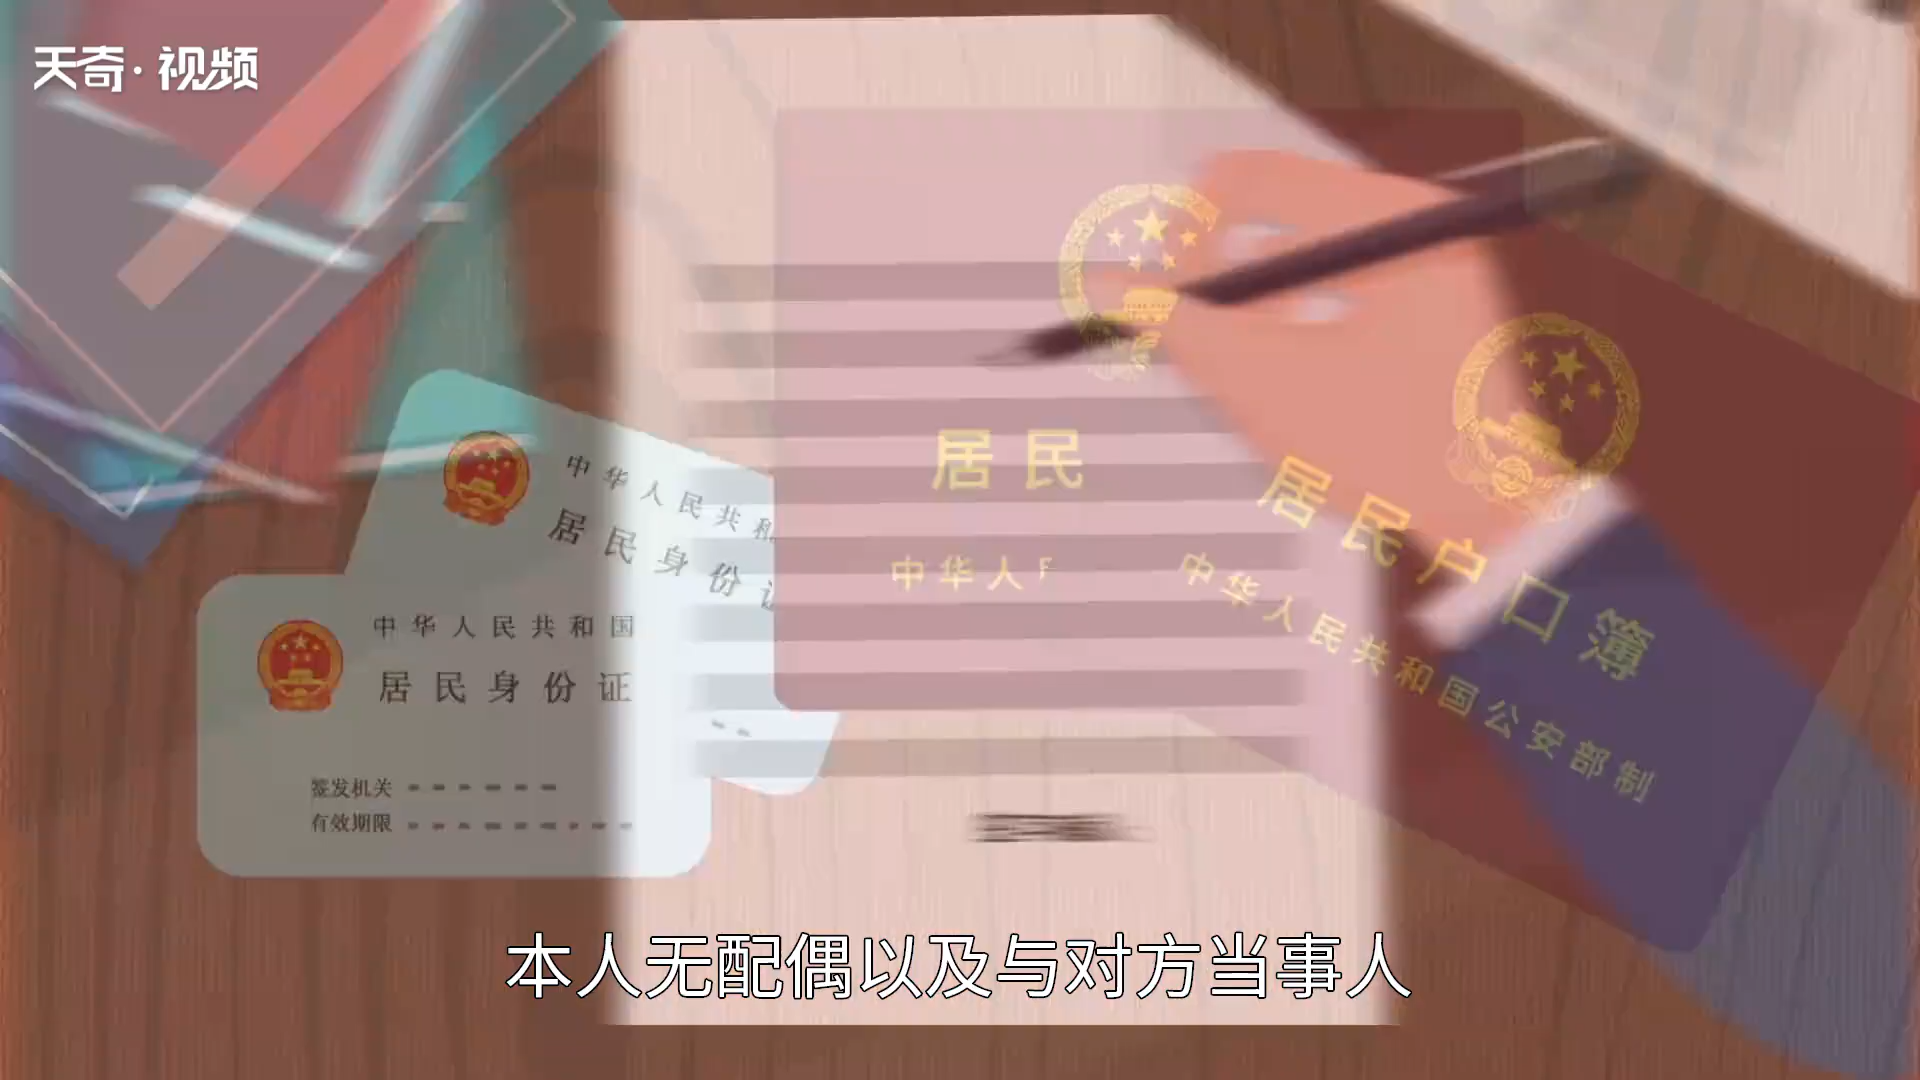 天奇·视频
中华人民共和
居民身份证
中华人民共和国
居民身份证
签发机关
有效期限
居民
中华人
居民户口簿
中华人民共和国公安部制
本人无配偶以及与对方当事人